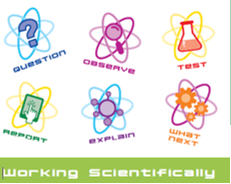 QUESTION
OBSERVE
TEST
REPORT
EXPLAIN
WHAT
NEXT
Working Scientifically